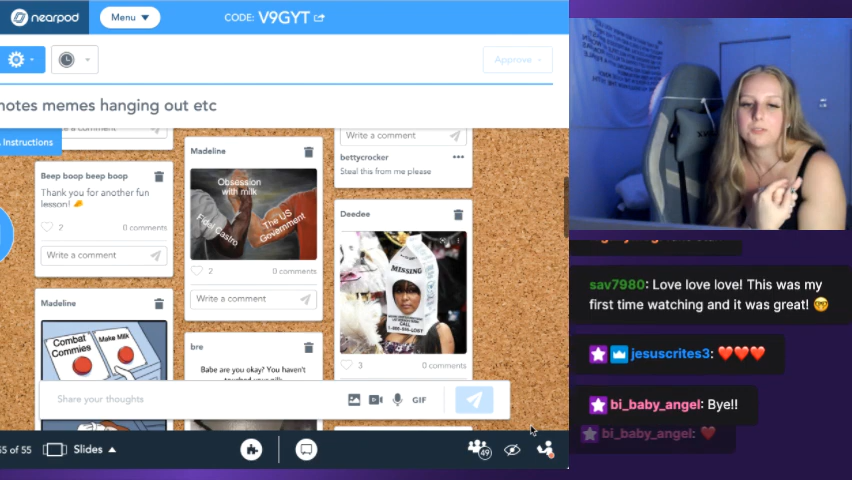 nearpod
Menu
CODE: V9GYT
Approve
notes memes hanging out etc
Instructions
Write a comment
bettycrocker
Steal this from me please
Beep boop beep boop
Thank you for another fun
lesson!
2
0 comments
Write a comment
Madeline
Obsession
with milk
Fidel Castro
The US
Government
2
0 comments
Write a comment
Deedee
MISSING
CALL
3
0 comments
Madeline
Combat
Commies
Make Milk
bre
Babe are you okay? You haven't
Share your thoughts
GIF
55 of 55
Slides
49
sav7980: Love love love! This was my
first time watching and it was great!
jesuscrites3:
bi_baby_angel: Bye!!
bi_baby_angel: